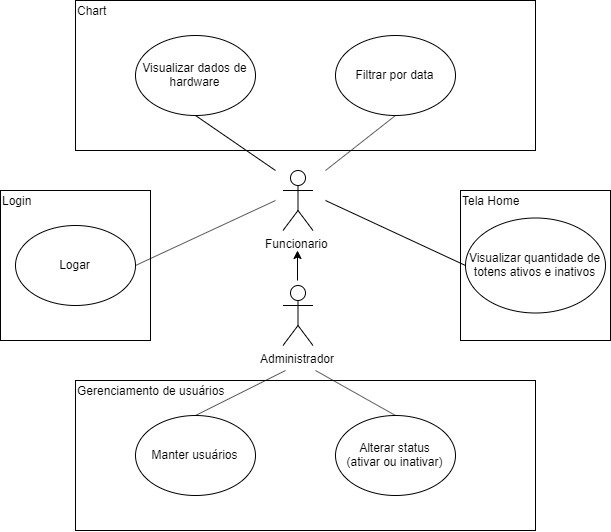 Chart
Visualizar dados de
hardware
Filtrar por data
Login
Logar
Funcionario
Tela Home
Visualizar quantidade de
totens ativos e inativos
Administrador
Gerenciamento de usuários
Manter usuários
Alterar status
(ativar ou inativar)